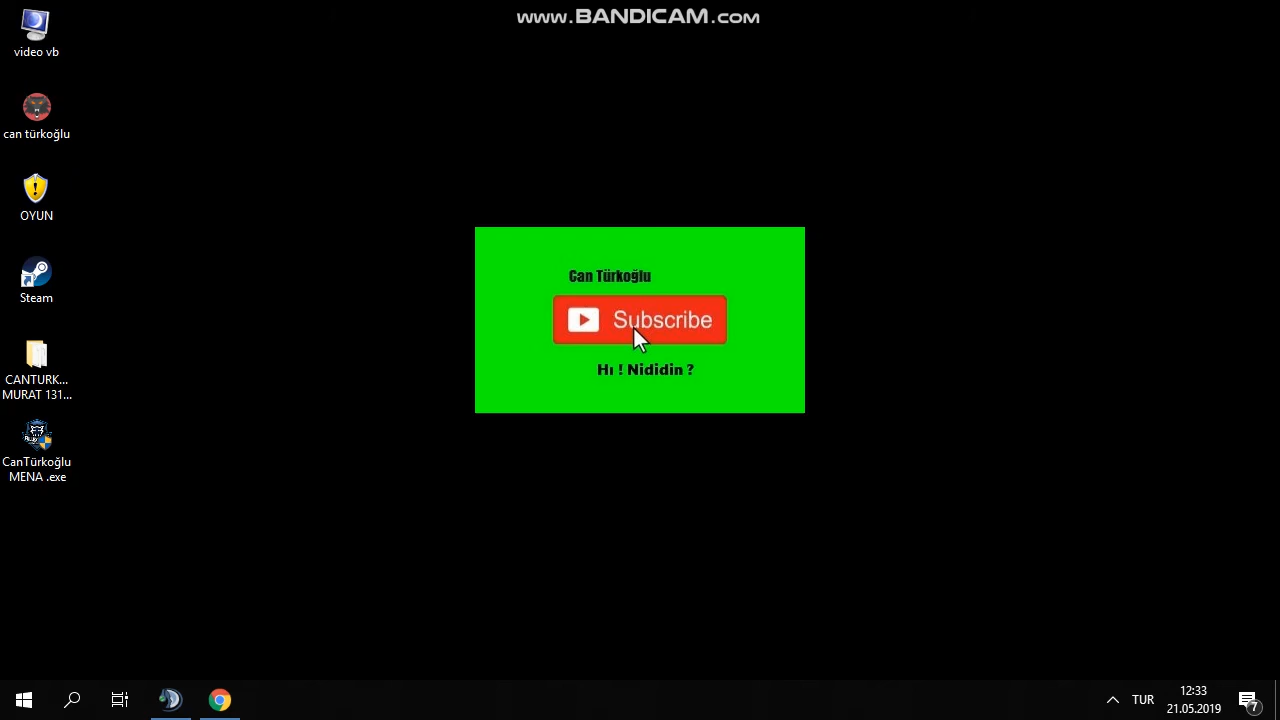 www.BANDICAM.com
video vb
can türkoğlu
OYUN
Steam
CANTURK...
MURAT 131...
CanTürkoğlu
MENA .exe
Can Türkoğlu
Subscribe
Hı ! Nididin ?
TUR
12:33
21.05.2019
7